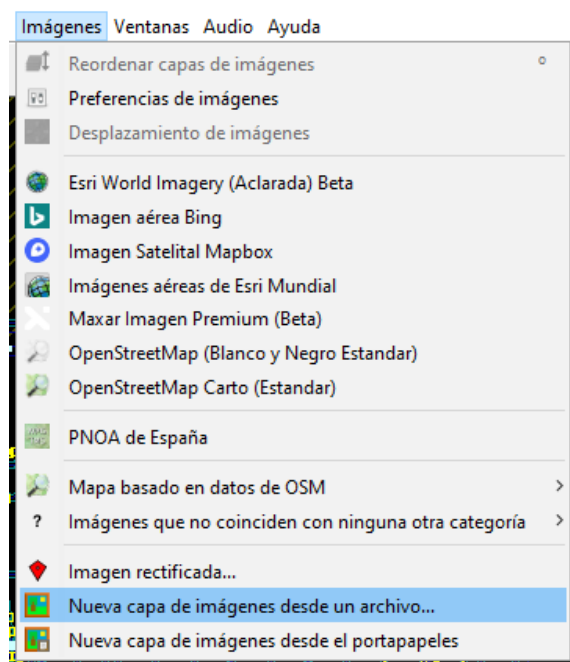 Imágenes Ventanas Audio Ayuda
Reordenar capas de imágenes
Preferencias de imágenes
Desplazamiento de imágenes
Esri World Imagery (Aclarada) Beta
Imagen aérea Bing
Imagen Satelital Mapbox
Imágenes aéreas de Esri Mundial
Maxar Imagen Premium (Beta)
OpenStreetMap (Blanco y Negro Estandar)
OpenStreetMap Carto (Estandar)
PNOA de España
Mapa basado en datos de OSM
? Imágenes que no coinciden con ninguna otra categoría
Imagen rectificada...
Nueva capa de imágenes desde un archivo...
Nueva capa de imágenes desde el portapapeles